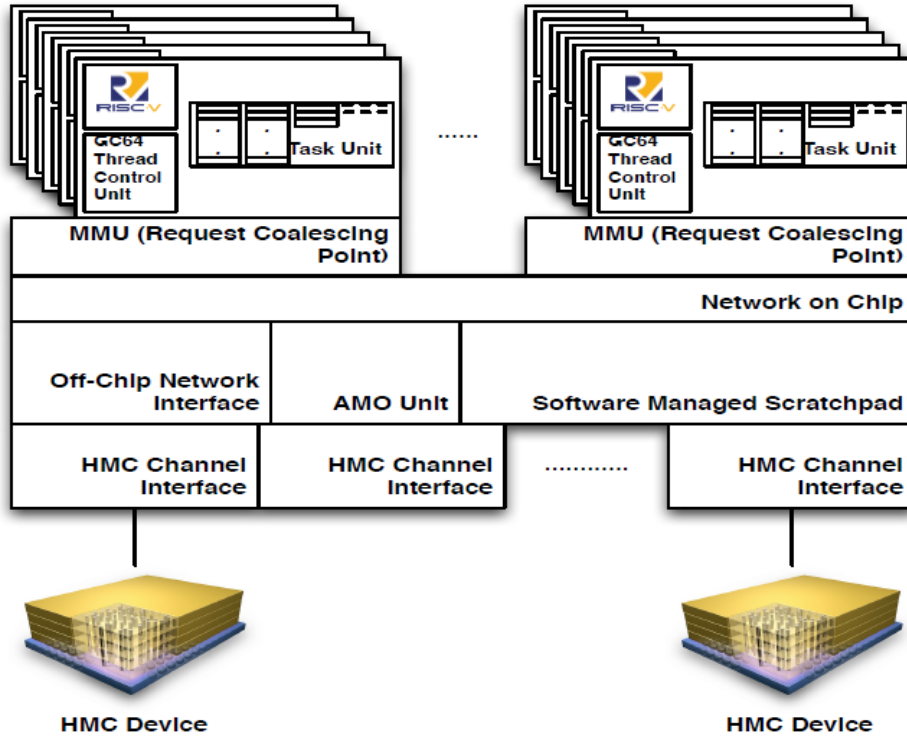 RISC-V
GC64
Thread
Control
Unit
Task Unit
......
RISC-V
GC64
Thread
Control
Unit
Task Unit
MMU (Request Coalescing
Point)
MMU (Request Coalescing
Point)
Network on Chip
Off-Chip Network
Interface
AMO Unit
Software Managed Scratchpad
HMC Channel
Interface
HMC Channel
Interface
............
HMC Channel
Interface
HMC Device
HMC Device